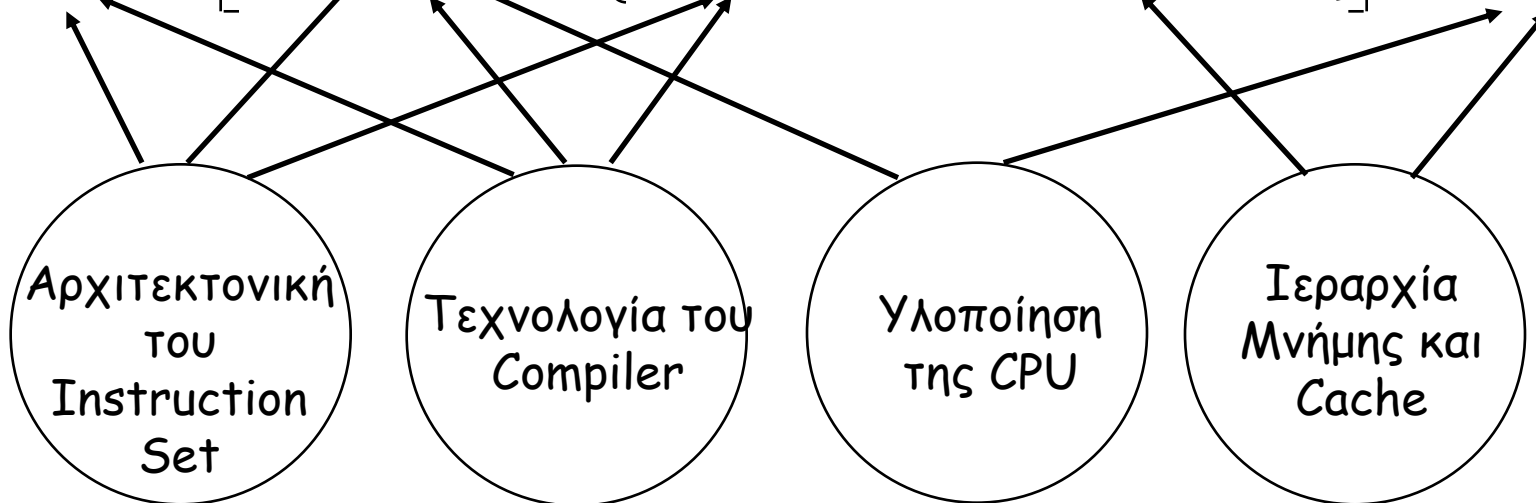 Αρχιτεκτονική
του
Instruction
Set
Τεχνολογία του
Compiler
Υλοποίηση
της CPU
Ιεραρχία
Μνήμης και
Cache